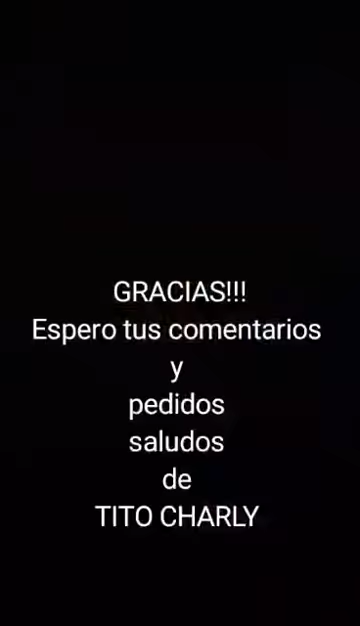 GRACIAS!!!
Espero tus comentarios
y
pedidos
saludos
de
TITO CHARLY